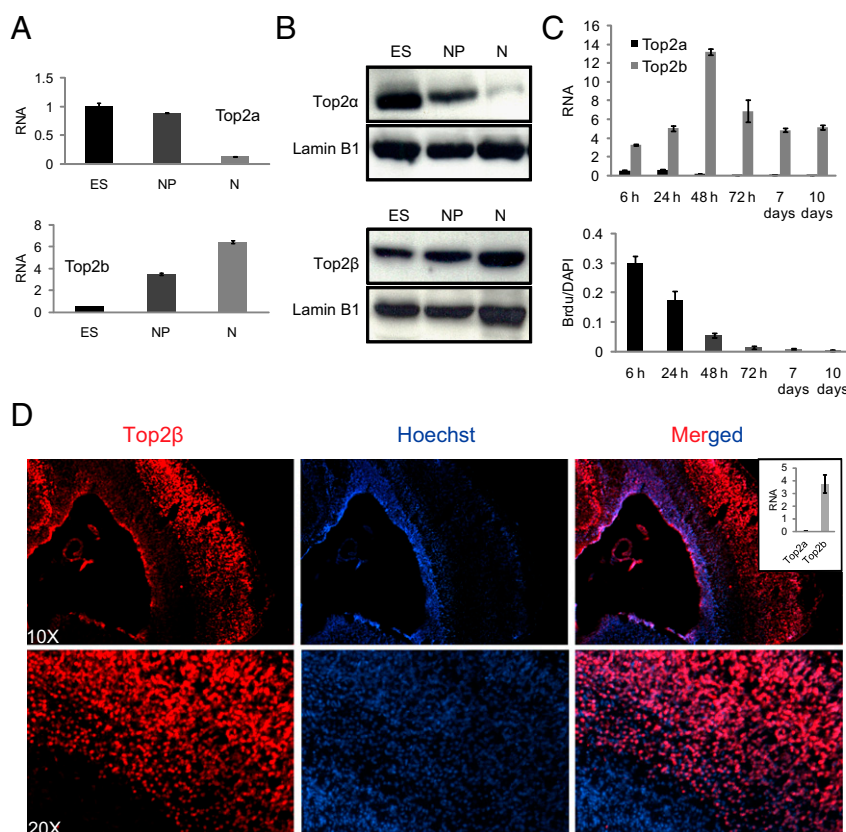 A
RNA
1.5
1
0.5
0
Top2a
ES NP N
RNA
8
6
4
2
0
Top2b
ES NP N
B
ES NP N
Top2α
Lamin B1
ES NP N
Top2β
Lamin B1
C
RNA
16
14
12
10
8
6
4
2
0
Top2a
Top2b
6 h 24 h 48 h 72 h 7 10
days days
Brdu/DAPI
0.4
0.3
0.2
0.1
0
6 h 24 h 48 h 72 h 7 10
days days
D
Top2β Hoechst Merged
RNA
5
4
3
2
1
0
Top2a
Top2b
10X
20X